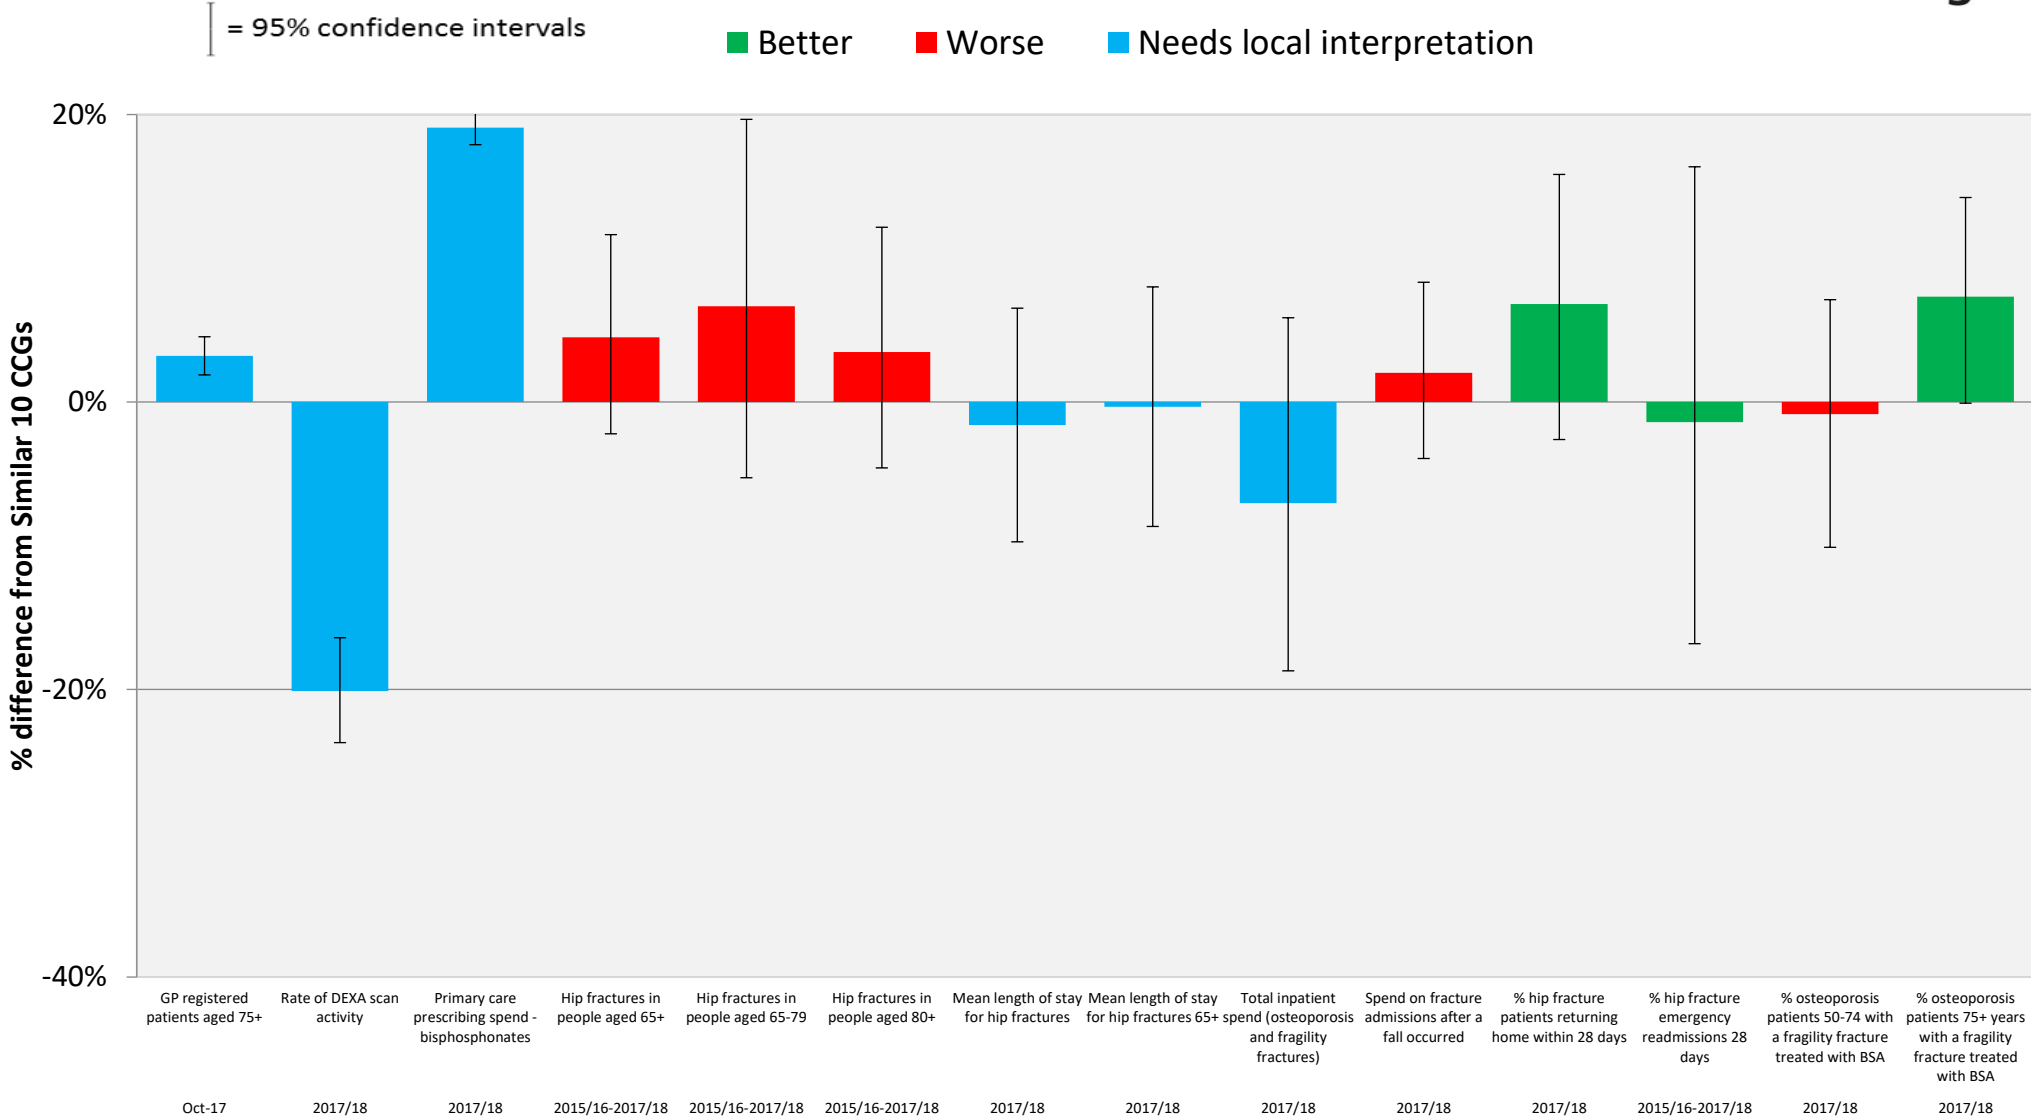 = 95% confidence intervals
Better
Worse
Needs local interpretation
% difference from Similar 10 CCGs
20%
0%
-20%
-40%
GP registered
patients aged 75+
Oct-17
Rate of DEXA scan
activity
2017/18
Primary care
prescribing spend -
bisphosphonates
2017/18
Hip fractures in
people aged 65+
2015/16-2017/18
Hip fractures in
people aged 65-79
2015/16-2017/18
Hip fractures in
people aged 80+
2015/16-2017/18
Mean length of stay
for hip fractures
2017/18
Mean length of stay
for hip fractures 65+
2017/18
Total inpatient
spend (osteoporosis
and fragility
fractures)
2017/18
Spend on fracture
admissions after a
fall occurred
2017/18
% hip fracture
patients returning
home within 28 days
2017/18
% hip fracture
emergency
readmissions 28
days
2015/16-2017/18
% osteoporosis
patients 50-74 with
a fragility fracture
treated with BSA
2017/18
% osteoporosis
patients 75+ years
with a fragility
fracture treated
with BSA
2017/18